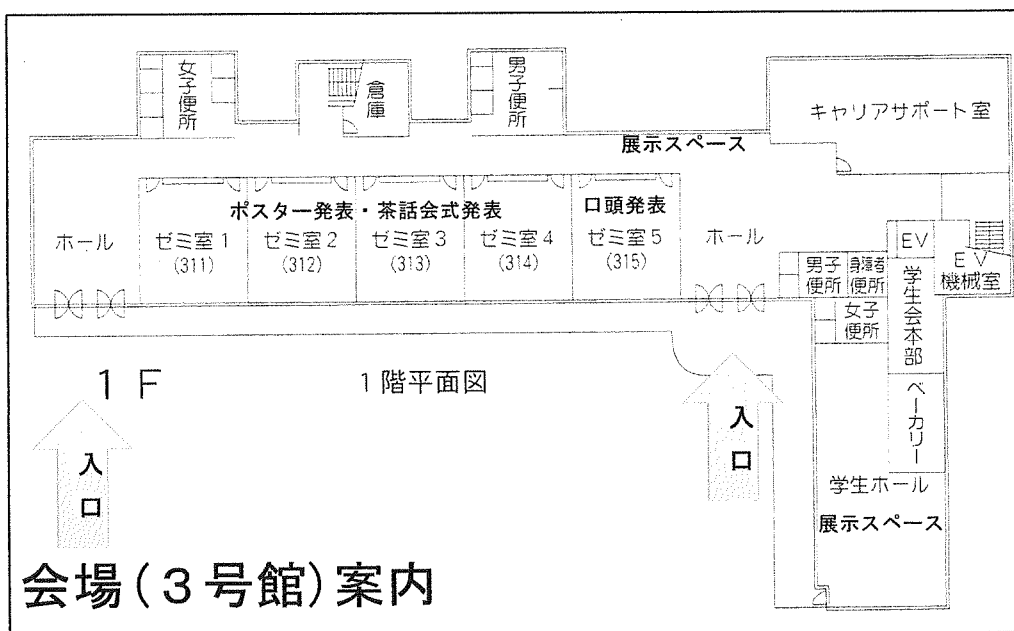 女子便所
倉庫
男子便所
キャリアサポート室
展示スペース
ポスター発表・茶話会式発表
口頭発表
ホール
ゼミ室1
(311)
ゼミ室2
(312)
ゼミ室3
(313)
ゼミ室4
(314)
ゼミ室5
(315)
ホール
EV
EV
機械室
男子
便所
身障者
便所
女子
便所
学生会本部
ベーカリー
学生ホール
展示スペース
1F
1階平面図
入口
入口
会場(3号館)案内